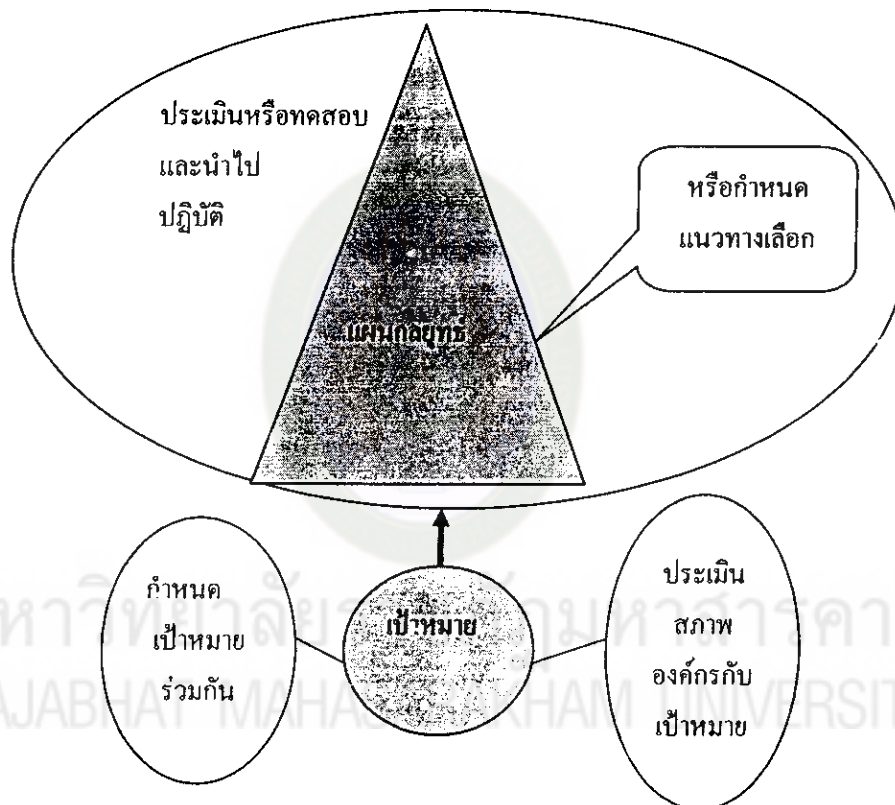 ประเมินหรือทดสอบ
และนำไป
ปฏิบัติ
หรือกำหนด
แนวทางเลือก
แผนกลยุทธ์
กำหนด
เป้าหมาย
ร่วมกัน
เป้าหมาย
ประเมิน
สภาพ
องค์กรกับ
เป้าหมาย